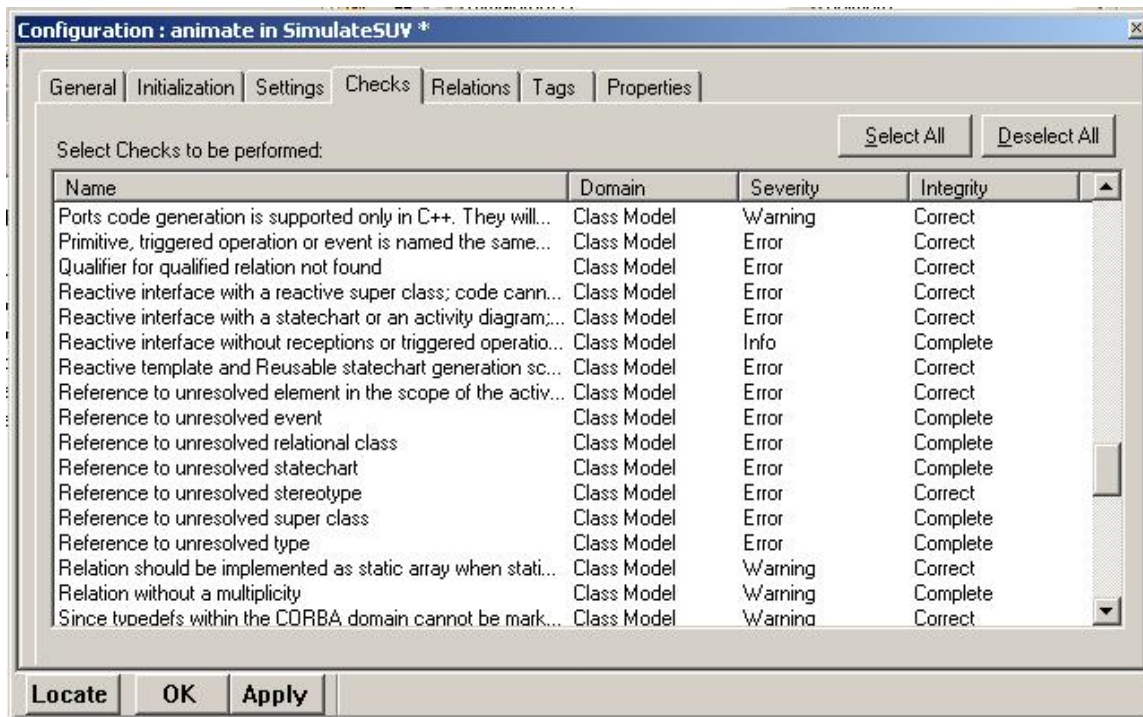 Configuration : animate in SimulateSUV *
General Initialization Settings Checks Relations Tags Properties
Select All Deselect All
Select Checks to be performed:
Name Domain Severity Integrity
Ports code generation is supported only in C++. They will... Class Model Warning Correct
Primitive, triggered operation or event is named the same... Class Model Error Correct
Qualifier for qualified relation not found Class Model Error Correct
Reactive interface with a reactive super class; code cann... Class Model Error Correct
Reactive interface with a statechart or an activity diagram;... Class Model Error Correct
Reactive interface without receptions or triggered operatio... Class Model Info Complete
Reactive template and Reusable statechart generation sc... Class Model Error Correct
Reference to unresolved element in the scope of the activ... Class Model Error Correct
Reference to unresolved event Class Model Error Complete
Reference to unresolved relational class Class Model Error Complete
Reference to unresolved statechart Class Model Error Complete
Reference to unresolved stereotype Class Model Error Correct
Reference to unresolved super class Class Model Error Complete
Reference to unresolved type Class Model Error Complete
Relation should be implemented as static array when stati... Class Model Warning Correct
Relation without a multiplicity Class Model Warning Complete
Since typedefs within the CORBA domain cannot be mark... Class Model Warning Correct
Locate OK Apply